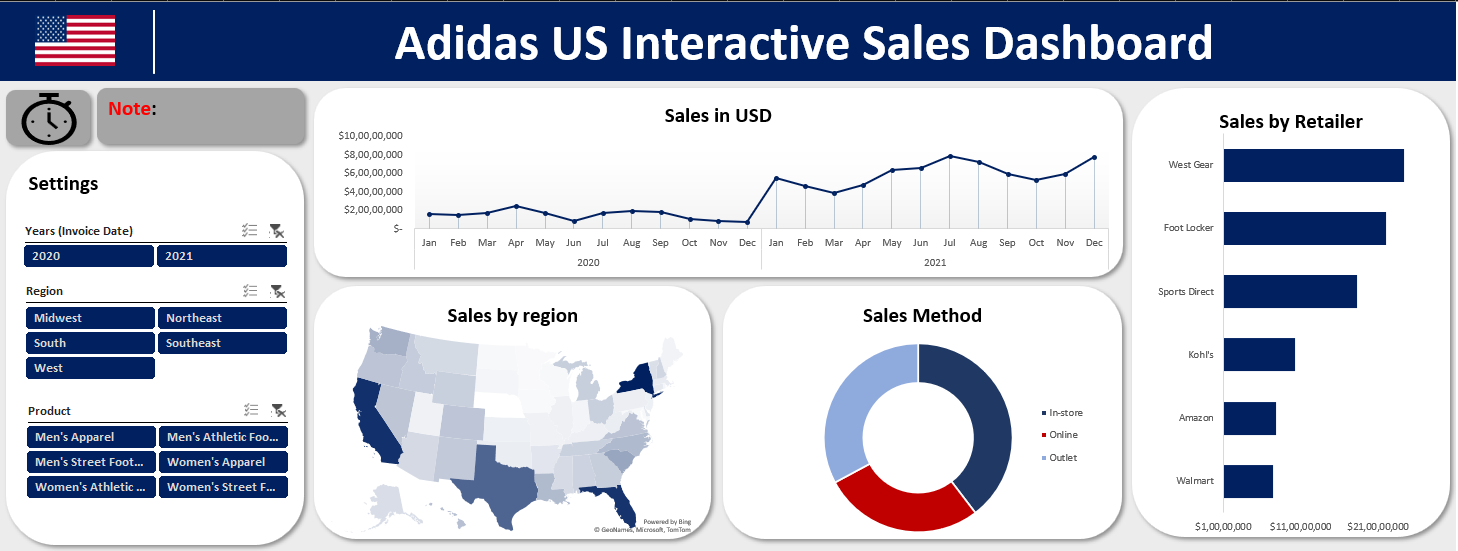 Adidas US Interactive Sales Dashboard
Note:
Settings
Years (Invoice Date)
2020 2021
Region
Midwest Northeast
South Southeast
West
Product
Men's Apparel Men's Athletic Foo...
Men's Street Foot... Women's Apparel
Women's Athletic ... Women's Street F...
Sales in USD
$10,00,00,000
$8,00,00,000
$6,00,00,000
$4,00,00,000
$2,00,00,000
$-
Jan Feb Mar Apr May Jun Jul Aug Sep Oct Nov Dec Jan Feb Mar Apr May Jun Jul Aug Sep Oct Nov Dec
2020 2021
Sales by region
Powered by Bing
© GeoNames, Microsoft, TomTom
Sales Method
In-store
Online
Outlet
Sales by Retailer
West Gear
Foot Locker
Sports Direct
Kohl's
Amazon
Walmart
$1,00,00,000 $11,00,00,000 $21,00,00,000